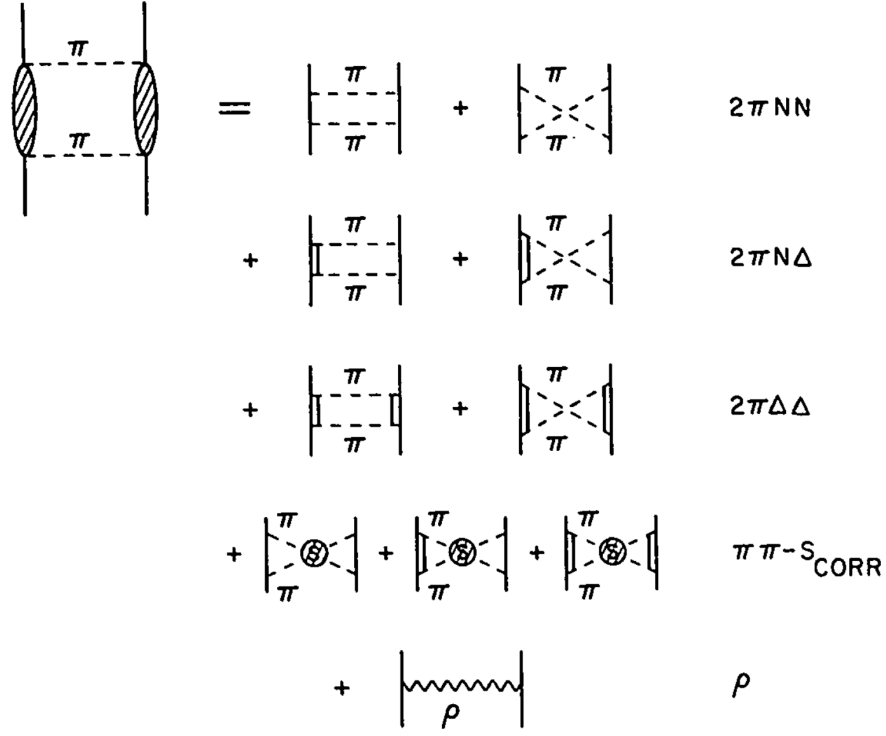 π
π
= π π + π π 2πNN
+ π π + π π 2πNΔ
+ π π + π π 2πΔΔ
+ π S π + π S π + π S π ππ-S_CORR
+ ρ ρ